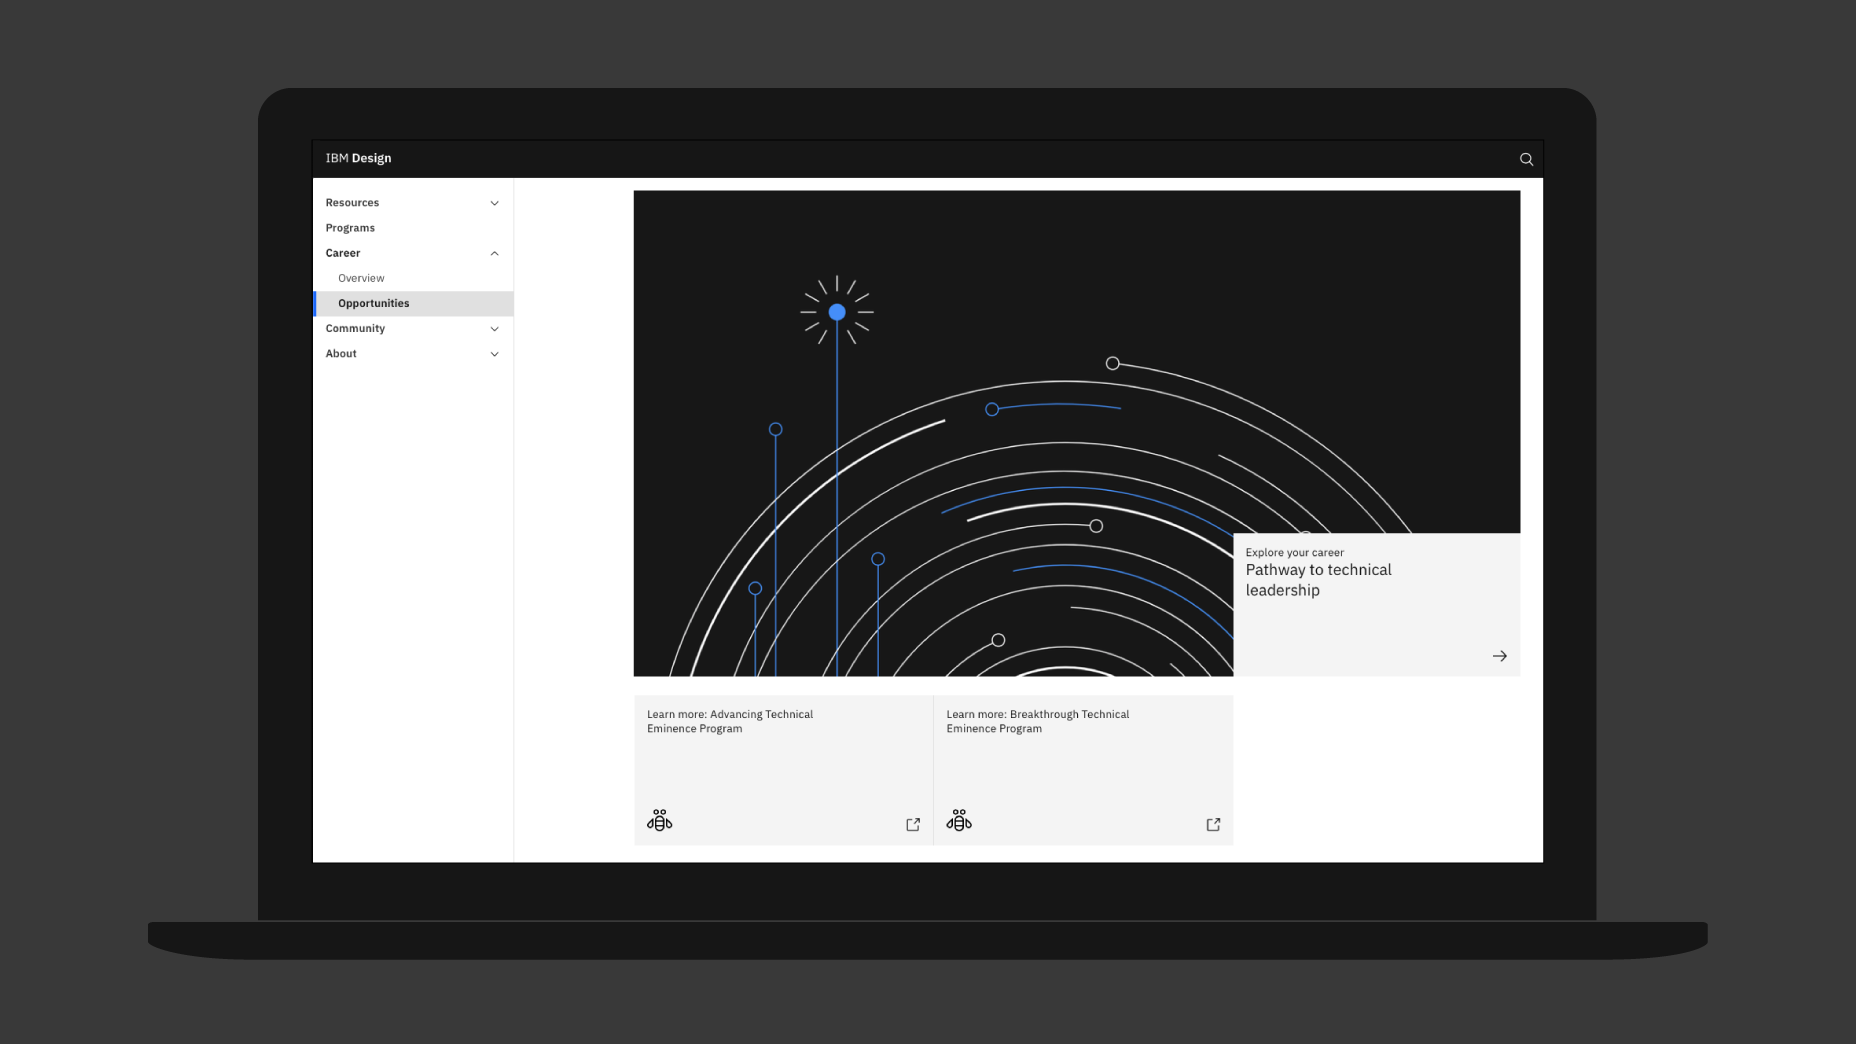 IBM Design
Resources
Programs
Career
Overview
Opportunities
Community
About
Explore your career
Pathway to technical
leadership
Learn more: Advancing Technical
Eminence Program
Learn more: Breakthrough Technical
Eminence Program